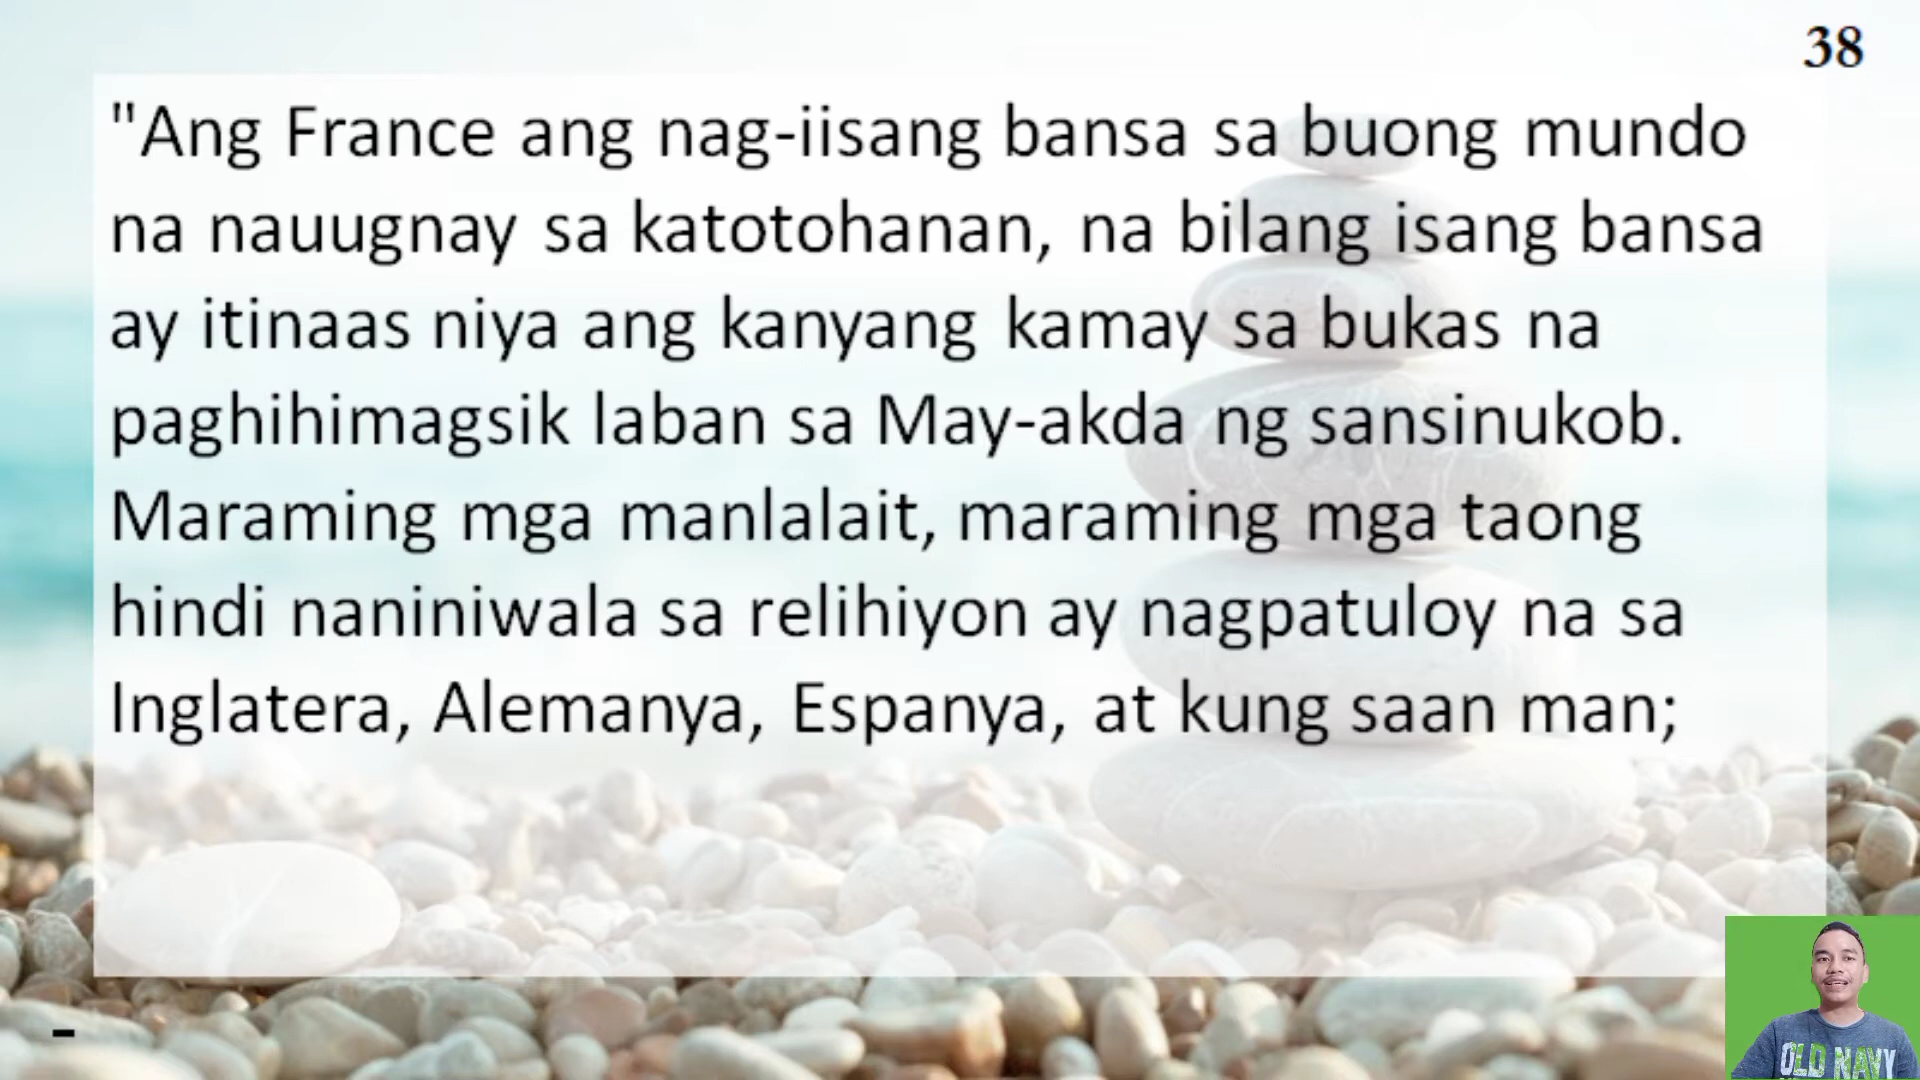 38
"Ang France ang nag-iisang bansa sa buong mundo
na nauugnay sa katotohanan, na bilang isang bansa
ay itinaas niya ang kanyang kamay sa bukas na
paghihimagsik laban sa May-akda ng sansinukob.
Maraming mga manlalait, maraming mga taong
hindi naniniwala sa relihiyon ay nagpatuloy na sa
Inglatera, Alemanya, Espanya, at kung saan man;
-
OLD NAVY